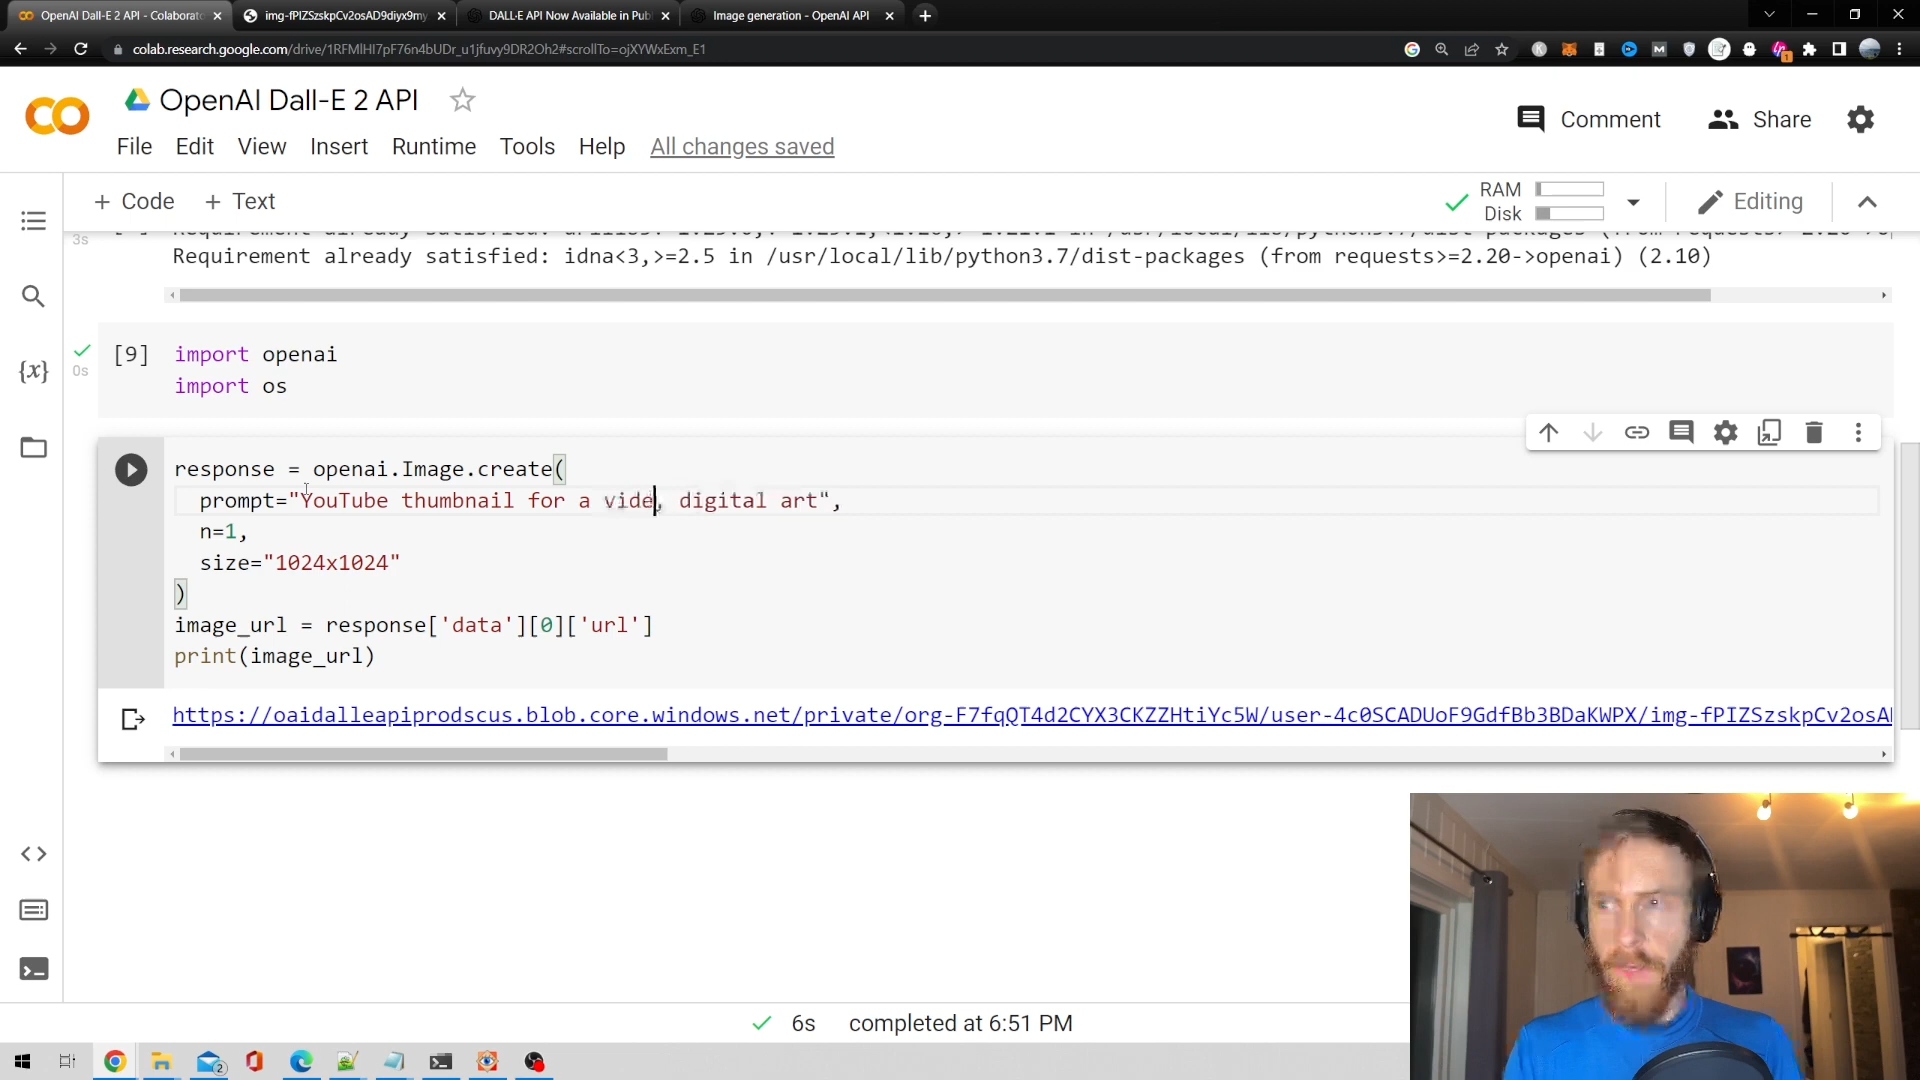 OpenAI Dall-E 2 API - Colaborato
img-fPIZSzskpCv2osAD9diyx9my
DALL·E API Now Available in Pub
Image generation - OpenAI API
colab.research.google.com/drive/1RFMlHI7pF76n4bUDr_u1jfuvy9DR2Oh2#scrollTo=ojXYWxExm_E1
CO
OpenAI Dall-E 2 API
Comment
Share
File Edit View Insert Runtime Tools Help All changes saved
+ Code + Text
RAM
Disk
Editing
3s
Requirement already satisfied: idna<3,>=2.5 in /usr/local/lib/python3.7/dist-packages (from requests>=2.20->openai) (2.10)
[9] import openai
0s
import os
response = openai.Image.create(
prompt="YouTube thumbnail for a vide, digital art",
n=1,
size="1024x1024"
)
image_url = response['data'][0]['url']
print(image_url)
https://oaidalleapiprodscus.blob.core.windows.net/private/org-F7fqQT4d2CYX3CKZZHtiYc5W/user-4c0SCADUoF9GdfBb3BDaKWPX/img-fPIZSzskpCv2osA
{x}
6s completed at 6:51 PM